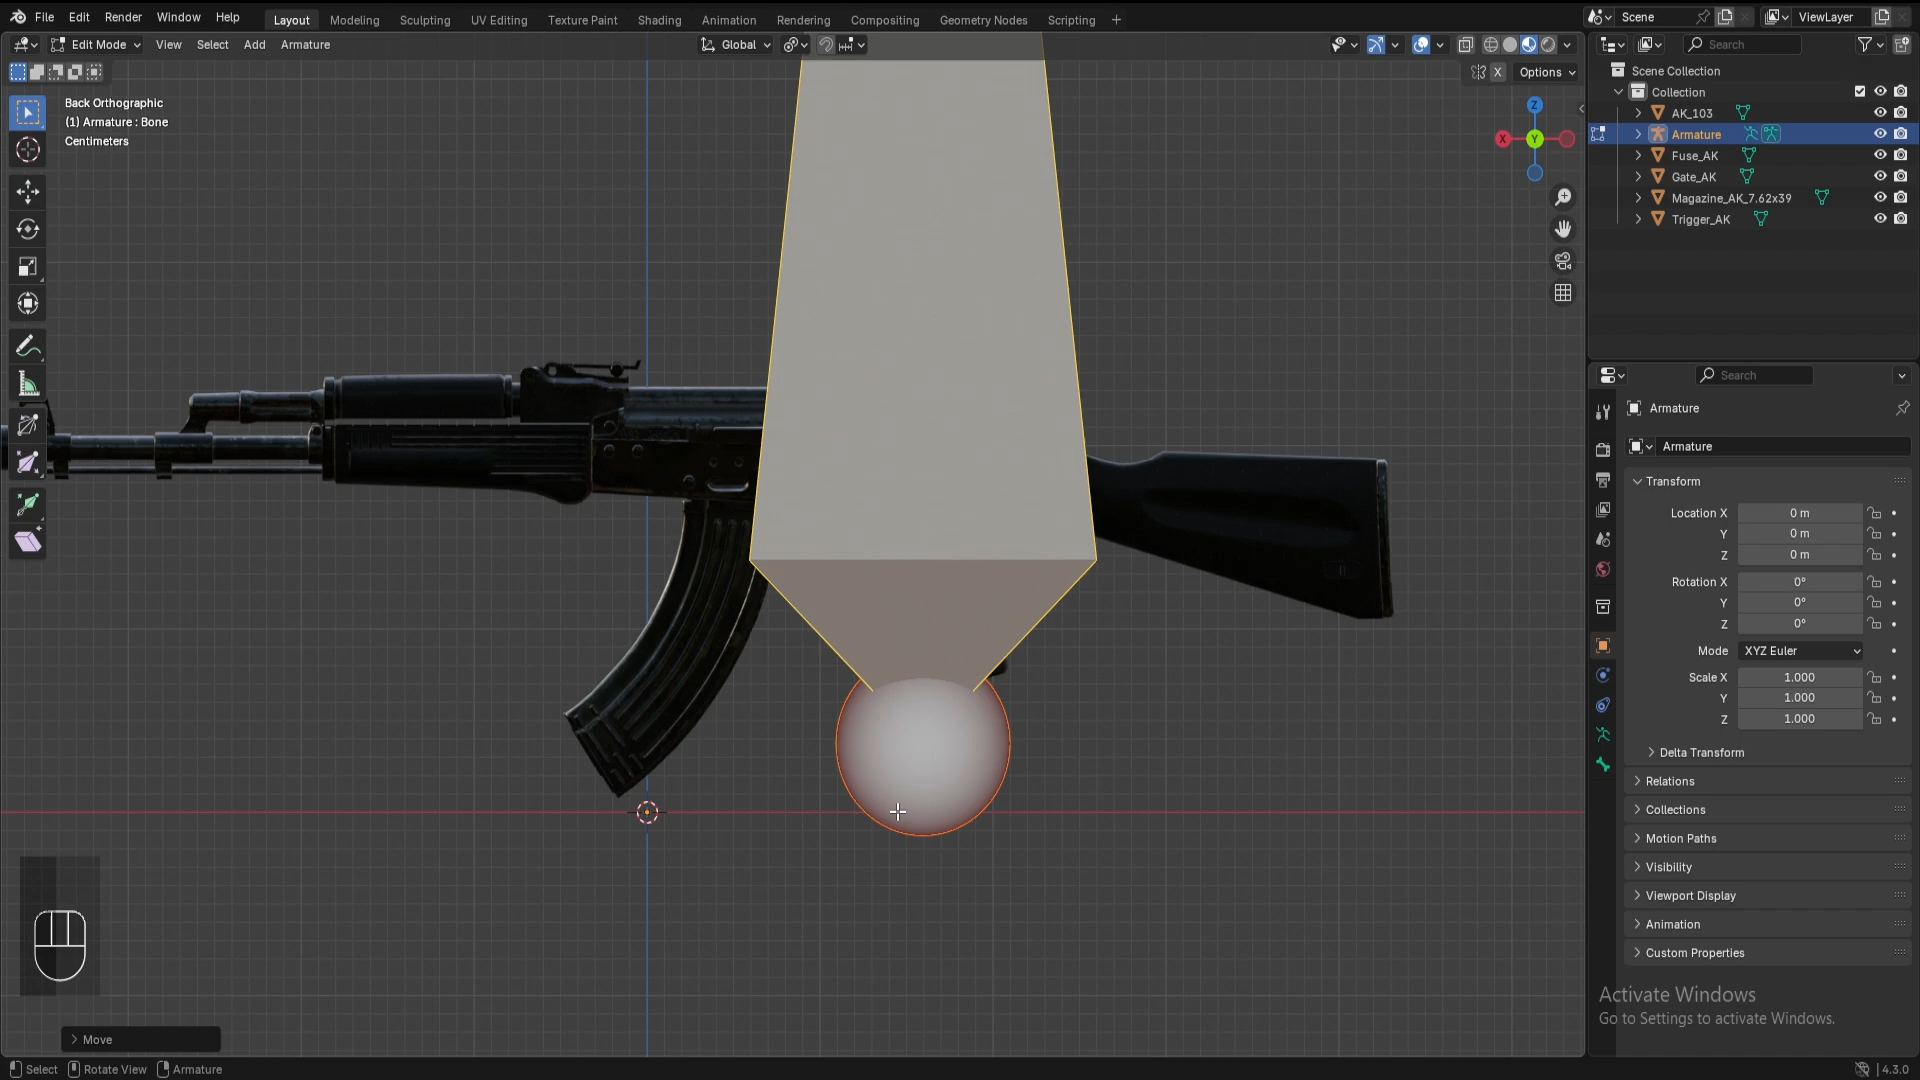 File Edit Render Window Help Layout Modeling Sculpting UV Editing Texture Paint Shading Animation Rendering Compositing Geometry Nodes Scripting + Scene ViewLayer
Edit Mode View Select Add Armature Global Search
X Options
Scene Collection
Back Orthographic
(1) Armature : Bone
Centimeters
Z
X
Y
Collection
AK_103
Armature
Fuse_AK
Gate_AK
Magazine_AK_7.62x39
Trigger_AK
Search
Armature
Armature
Transform
Location X 0 m
Y 0 m
Z 0 m
Rotation X 0°
Y 0°
Z 0°
Mode XYZ Euler
Scale X 1.000
Y 1.000
Z 1.000
Delta Transform
Relations
Collections
Motion Paths
Visibility
Viewport Display
Animation
Custom Properties
Activate Windows
Go to Settings to activate Windows.
Move
Select Rotate View Armature 4.3.0